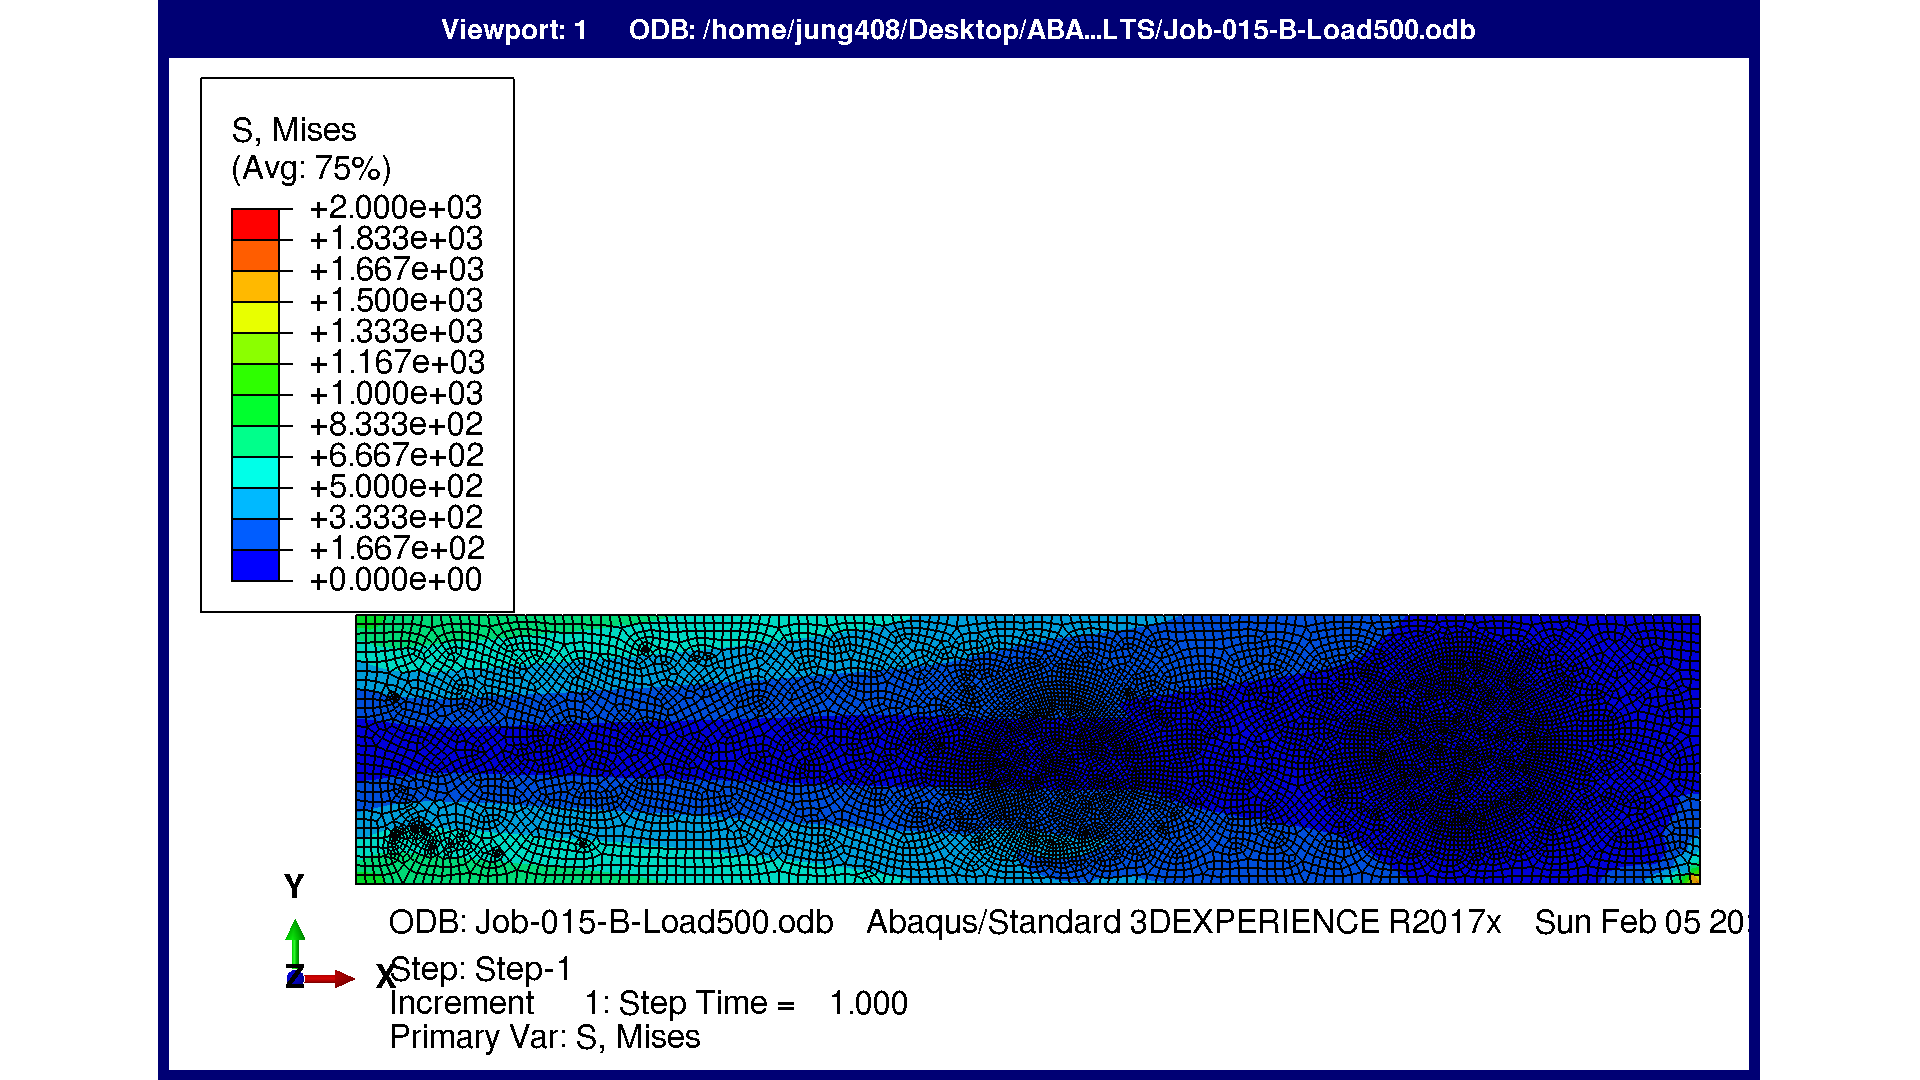 Viewport: 1 ODB: /home/jung408/Desktop/ABA...LTS/Job-015-B-Load500.odb
S, Mises
(Avg: 75%)
+2.000e+03
+1.833e+03
+1.667e+03
+1.500e+03
+1.333e+03
+1.167e+03
+1.000e+03
+8.333e+02
+6.667e+02
+5.000e+02
+3.333e+02
+1.667e+02
+0.000e+00
Y
Z
X
ODB: Job-015-B-Load500.odb Abaqus/Standard 3DEXPERIENCE R2017x Sun Feb 05
Step: Step-1
Increment 1: Step Time = 1.000
Primary Var: S, Mises